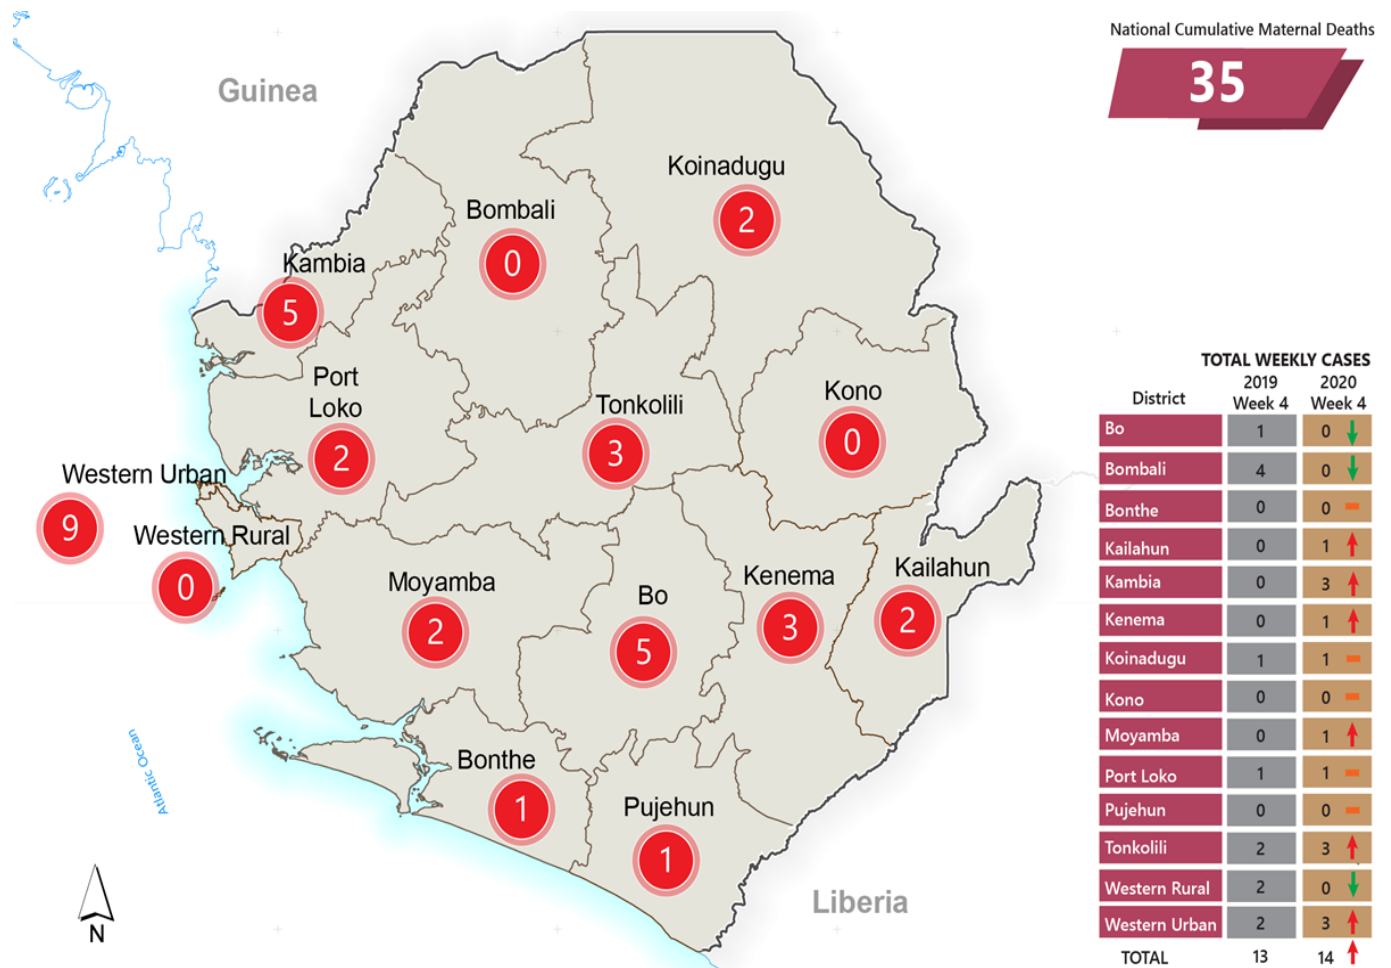 National Cumulative Maternal Deaths
35
Guinea
Koinadugu
2
Bombali
0
Kambia
5
Port
Loko
2
Tonkolili
3
Kono
0
Western Urban
9
Western Rural
0
Moyamba
2
Bo
5
Kenema
3
Kailahun
2
Bonthe
1
Pujehun
1
Atlantic Ocean
Liberia
N
TOTAL WEEKLY CASES
District 2019 Week 4 2020 Week 4
Bo 1 0
Bombali 4 0
Bonthe 0 0
Kailahun 0 1
Kambia 0 3
Kenema 0 1
Koinadugu 1 1
Kono 0 0
Moyamba 0 1
Port Loko 1 1
Pujehun 0 0
Tonkolili 2 3
Western Rural 2 0
Western Urban 2 3
TOTAL 13 14